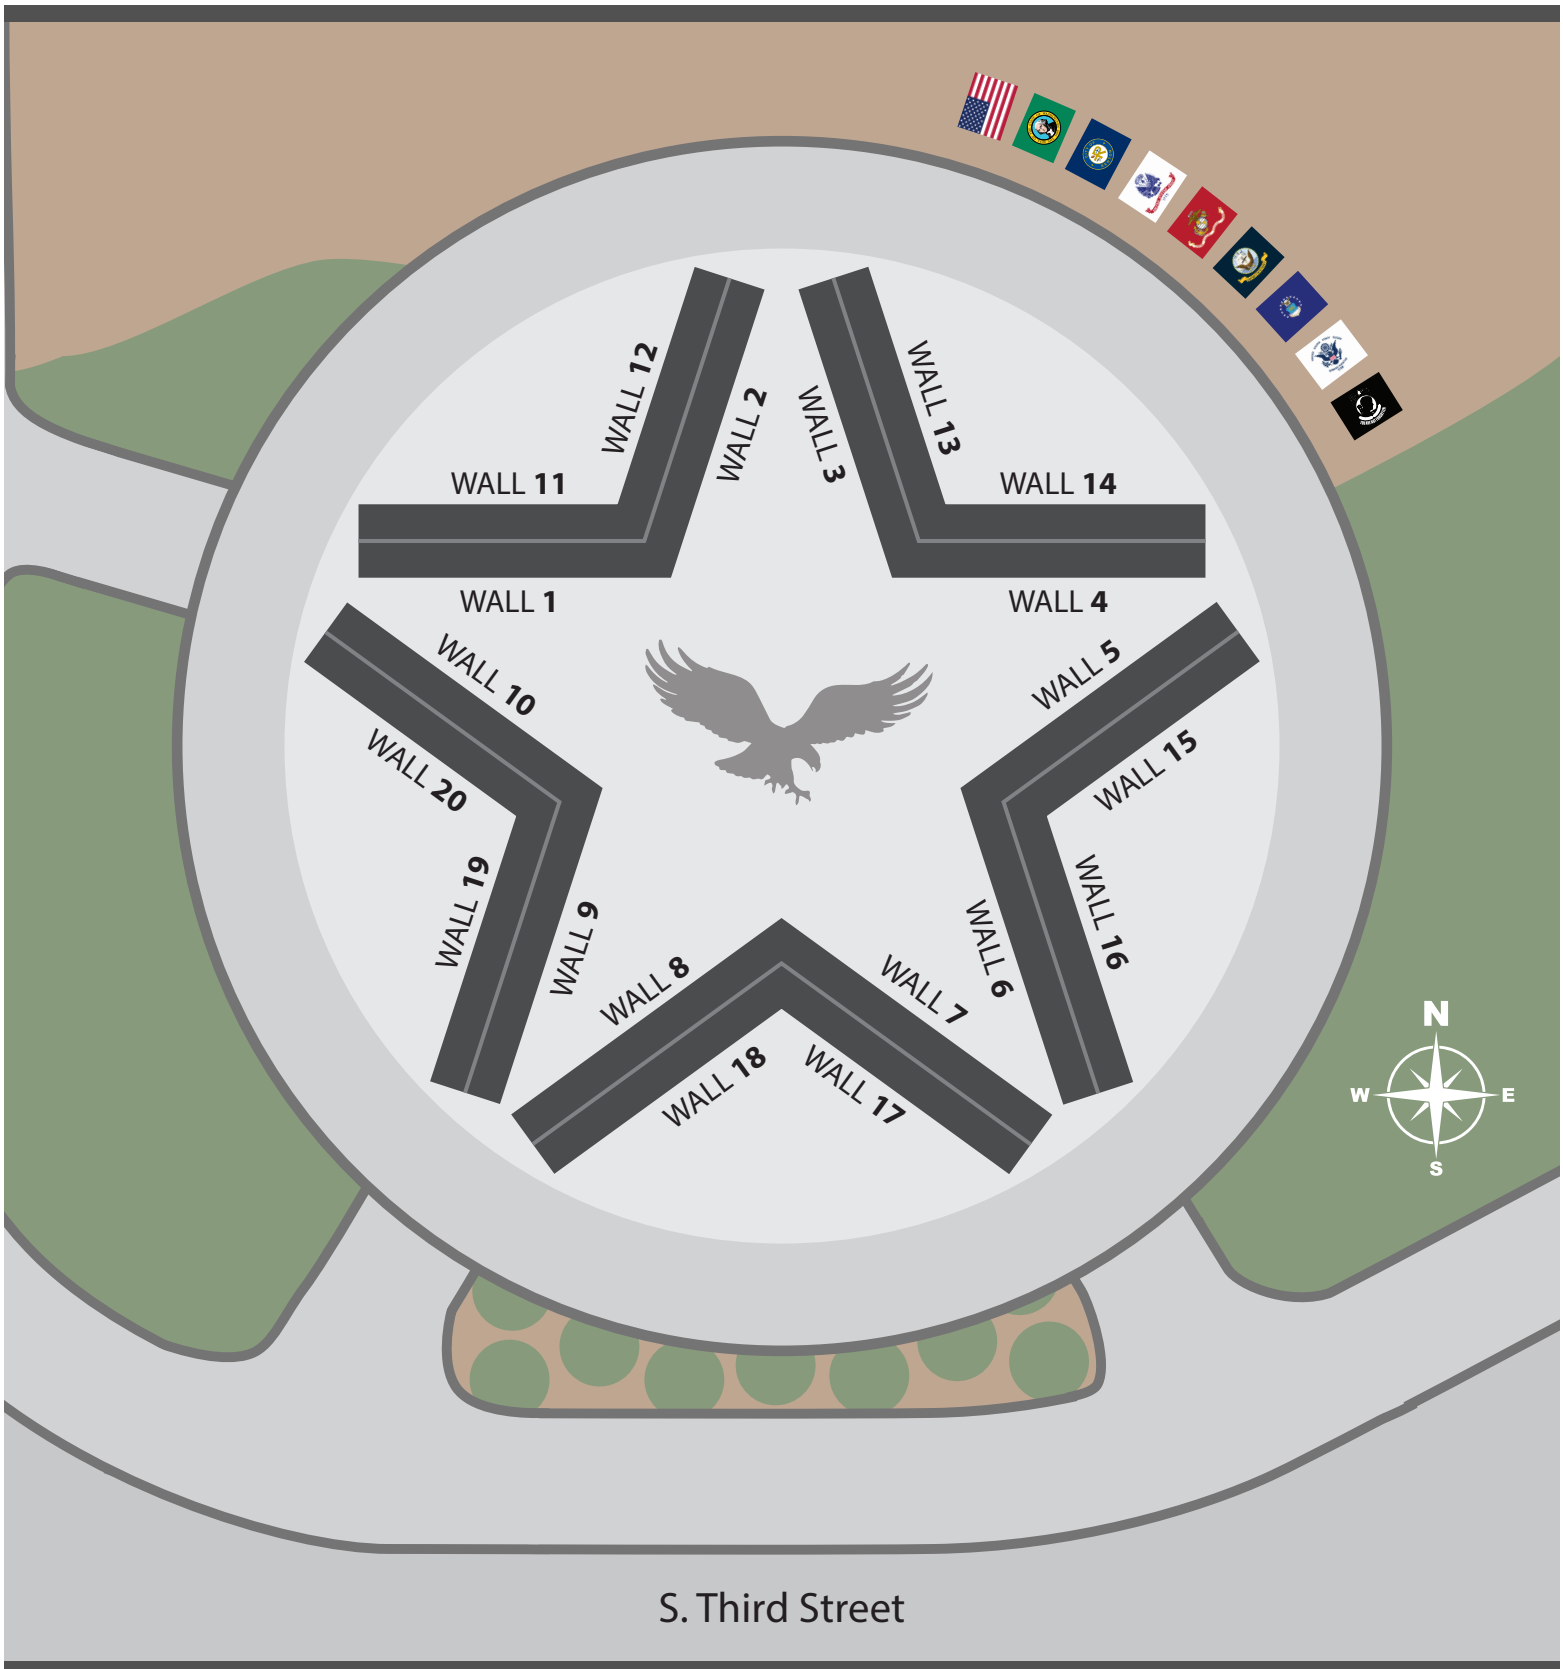 WALL 12
WALL 2
WALL 3
WALL 13
WALL 11
WALL 14
WALL 1
WALL 4
WALL 10
WALL 5
WALL 20
WALL 15
WALL 19
WALL 9
WALL 6
WALL 16
WALL 8
WALL 7
WALL 18
WALL 17
N
W
E
S
S. Third Street